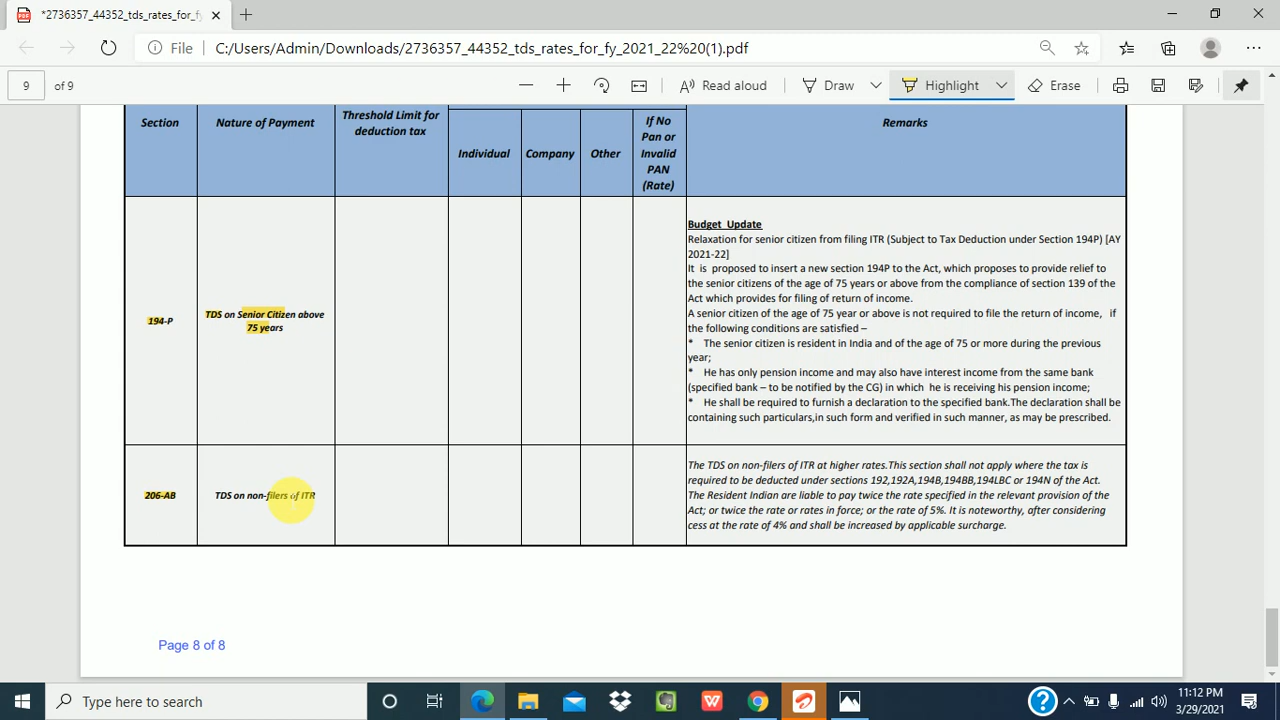 *2736357_44352_tds_rates_for_fy_
File
C:/Users/Admin/Downloads/2736357_44352_tds_rates_for_fy_2021_22%20(1).pdf
9 of 9
Read aloud
Draw
Highlight
Erase
Section
Nature of Payment
Threshold Limit for
deduction tax
Individual
Company
Other
If No
Pan or
Invalid
PAN
(Rate)
Remarks
194-P
TDS on Senior Citizen above
75 years
Budget Update
Relaxation for senior citizen from filing ITR (Subject to Tax Deduction under Section 194P) [AY
2021-22]
It is proposed to insert a new section 194P to the Act, which proposes to provide relief to
the senior citizens of the age of 75 years or above from the compliance of section 139 of the
Act which provides for filing of return of income.
A senior citizen of the age of 75 year or above is not required to file the return of income, if
the following conditions are satisfied –
* The senior citizen is resident in India and of the age of 75 or more during the previous
year;
* He has only pension income and may also have interest income from the same bank
(specified bank – to be notified by the CG) in which he is receiving his pension income;
* He shall be required to furnish a declaration to the specified bank.The declaration shall be
containing such particulars,in such form and verified in such manner, as may be prescribed.
206-AB
TDS on non-filers of ITR
The TDS on non-filers of ITR at higher rates.This section shall not apply where the tax is
required to be deducted under sections 192,192A,194B,194BB,194LBC or 194N of the Act.
The Resident Indian are liable to pay twice the rate specified in the relevant provision of the
Act; or twice the rate or rates in force; or the rate of 5%. It is noteworthy, after considering
cess at the rate of 4% and shall be increased by applicable surcharge.
Page 8 of 8
Type here to search
11:12 PM
3/29/2021